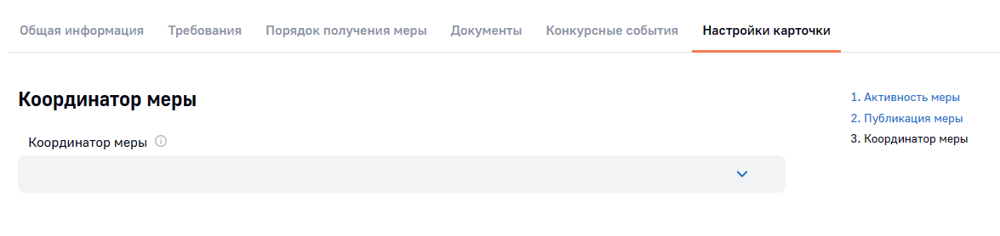 Общая информация Требования Порядок получения меры Документы Конкурсные события Настройки карточки
Координатор меры
Координатор меры
1. Активность меры
2. Публикация меры
3. Координатор меры